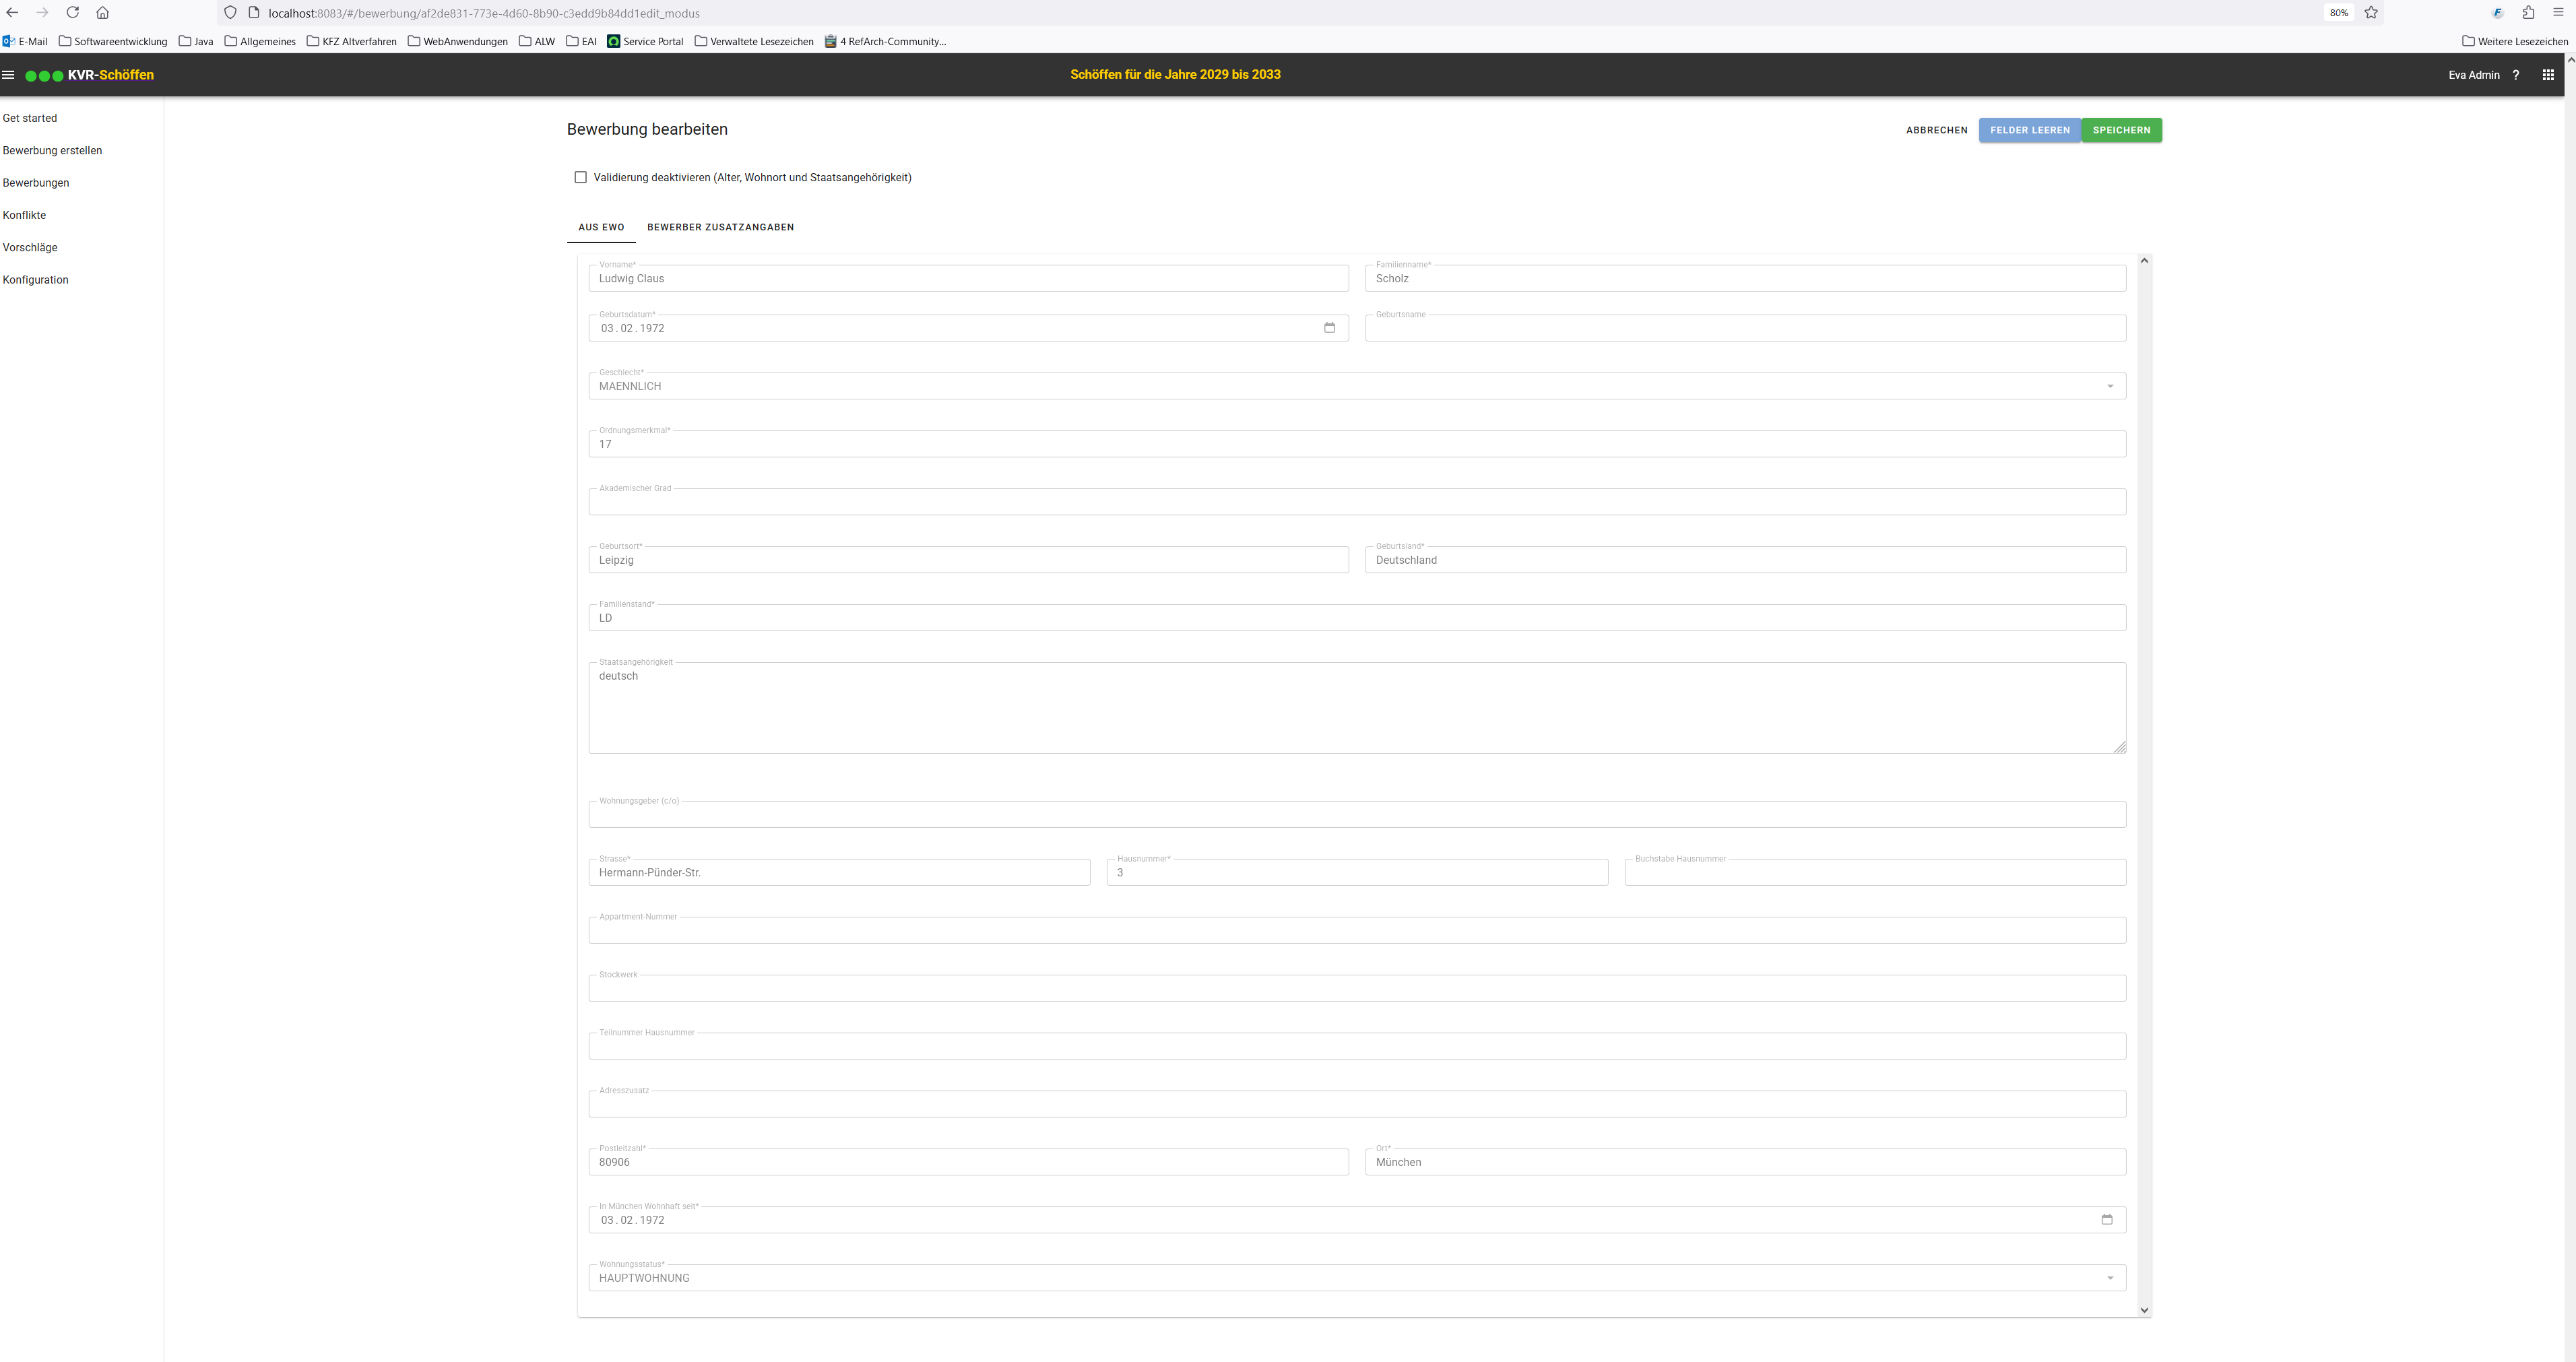 localhost:8083/#/bewerbung/af2de831-773e-4d60-8b90-c3edd9b84dd1edit_modus
80%
E-Mail Softwareentwicklung Java Allgemeines KFZ Altverfahren WebAnwendungen ALW EAI Service Portal Verwaltete Lesezeichen 4 RefArch-Community... Weitere Lesezeichen
KVR-Schöffen
Schöffen für die Jahre 2029 bis 2033
Eva Admin ?
Get started
Bewerbung erstellen
Bewerbungen
Konflikte
Vorschläge
Konfiguration
Bewerbung bearbeiten
ABBRECHEN FELDER LEEREN SPEICHERN
Validierung deaktivieren (Alter, Wohnort und Staatsangehörigkeit)
AUS EWO BEWERBER ZUSATZANGABEN
Vorname* Familienname*
Ludwig Claus Scholz
Geburtsdatum* Geburtsname
03.02.1972
Geschlecht*
MAENNLICH
Ordnungsmerkmal*
17
Akademischer Grad
Geburtsort* Geburtsland*
Leipzig Deutschland
Familienstand*
LD
Staatsangehörigkeit
deutsch
Wohnungsgeber (c/o)
Strasse* Hausnummer* Buchstabe Hausnummer
Hermann-Pünder-Str. 3
Appartment-Nummer
Stockwerk
Teilnummer Hausnummer
Adresszusatz
Postleitzahl* Ort*
80906 München
In München Wohnhaft seit*
03.02.1972
Wohnungsstatus*
HAUPTWOHNUNG